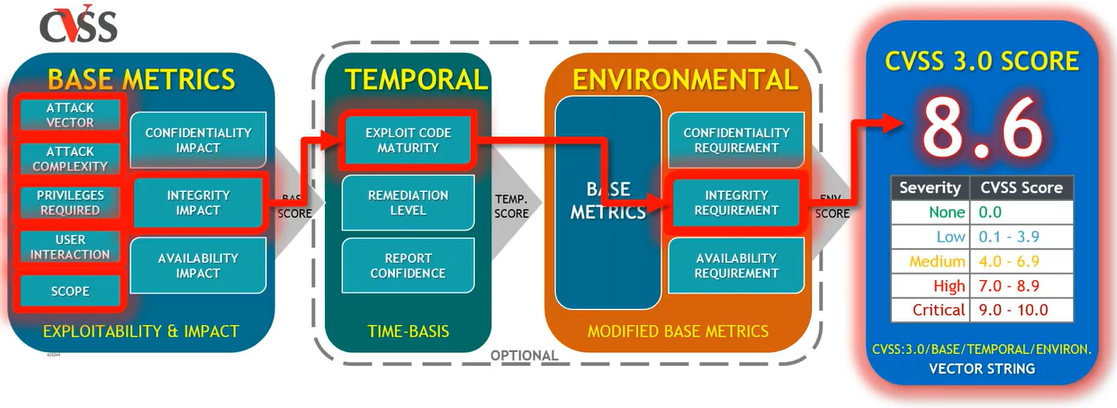 CVSS
BASE METRICS
ATTACK
VECTOR
ATTACK
COMPLEXITY
PRIVILEGES
REQUIRED
USER
INTERACTION
SCOPE
CONFIDENTIALITY
IMPACT
INTEGRITY
IMPACT
AVAILABILITY
IMPACT
EXPLOITABILITY & IMPACT
BASE
SCORE
TEMPORAL
EXPLOIT CODE
MATURITY
REMEDIATION
LEVEL
REPORT
CONFIDENCE
TIME-BASIS
TEMP.
SCORE
OPTIONAL
ENVIRONMENTAL
BASE
METRICS
CONFIDENTIALITY
REQUIREMENT
INTEGRITY
REQUIREMENT
AVAILABILITY
REQUIREMENT
MODIFIED BASE METRICS
ENV.
SCORE
CVSS 3.0 SCORE
8.6
Severity CVSS Score
None 0.0
Low 0.1 - 3.9
Medium 4.0 - 6.9
High 7.0 - 8.9
Critical 9.0 - 10.0
CVSS:3.0/BASE/TEMPORAL/ENVIRON.
VECTOR STRING